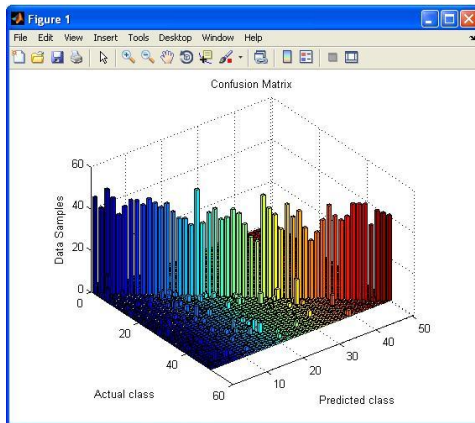 Figure 1
File Edit View Insert Tools Desktop Window Help
Confusion Matrix
60
40
20
0
Data Samples
0
20
40
60
Actual class
10
20
30
40
50
Predicted class